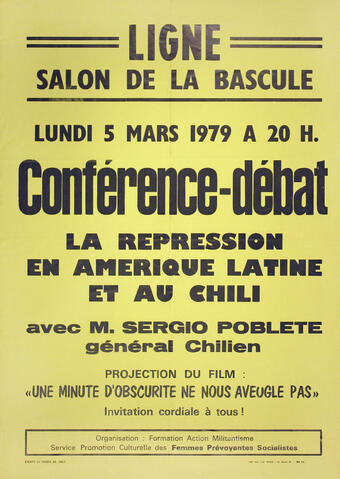 LIGNE
SALON DE LA BASCULE
LUNDI 5 MARS 1979 A 20 H.
Conférence-débat
LA REPRESSION
EN AMERIQUE LATINE
ET AU CHILI
avec M. SERGIO POBLETE
général Chilien
PROJECTION DU FILM :
«UNE MINUTE D'OBSCURITE NE NOUS AVEUGLE PAS»
Invitation cordiale à tous !
Organisation : Formation Action Militantisme
Service Promotion Culturelle des Femmes Prévoyantes Socialistes